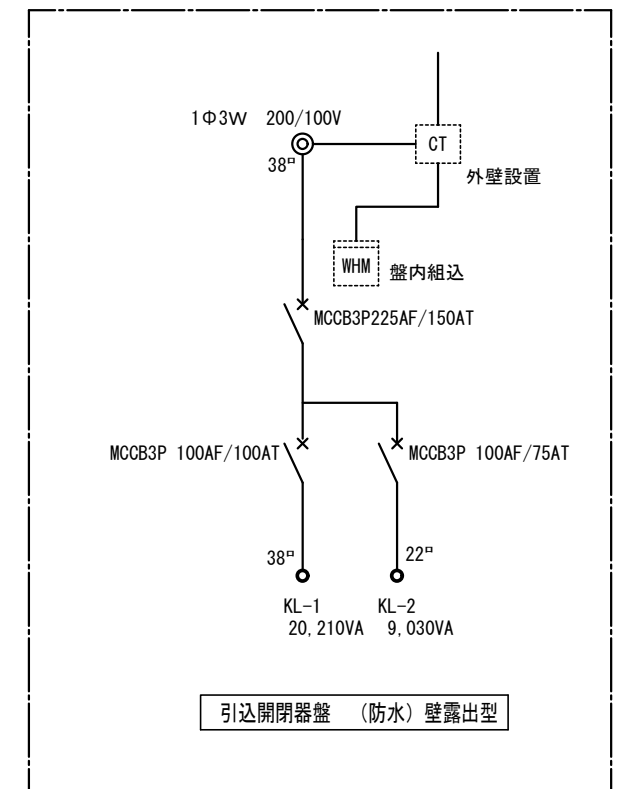 1Φ3W 200/100V
CT
38□
外壁設置
WHM 盤内組込
MCCB3P225AF/150AT
MCCB3P 100AF/100AT
MCCB3P 100AF/75AT
38□
22□
KL-1
20,210VA
KL-2
9,030VA
引込開閉器盤 (防水) 壁露出型